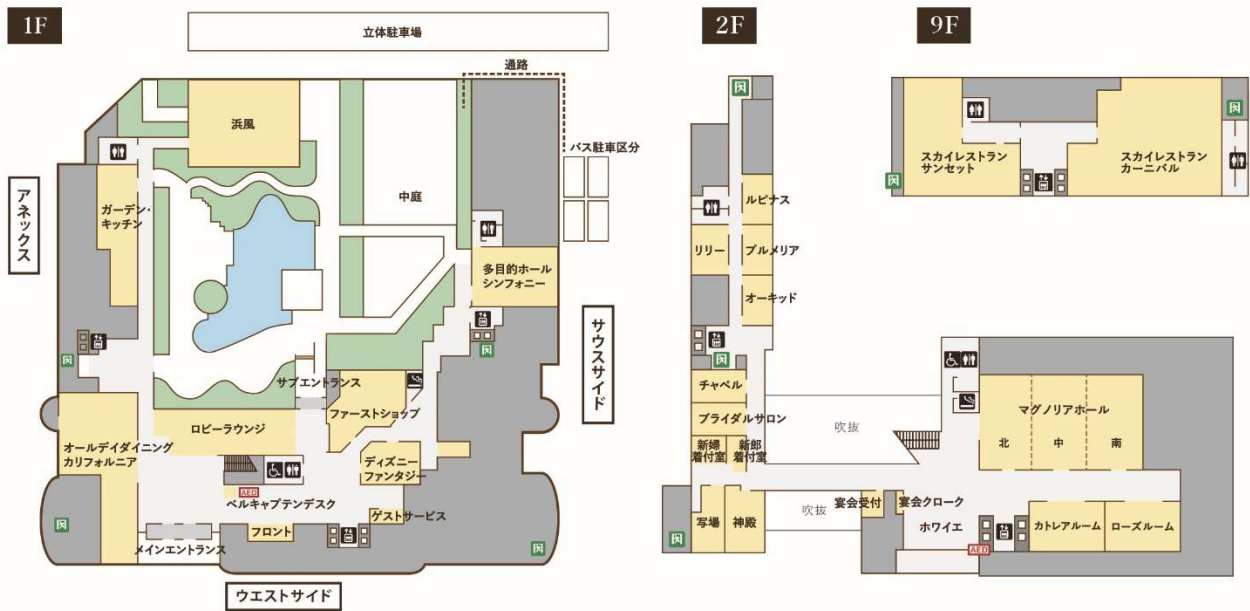 1F
立体駐車場
通路
浜風
バス駐車区分
アネックス
ガーデン・
キッチン
中庭
多目的ホール
シンフォニー
サウスサイド
サブエントランス
ファーストショップ
ロビーラウンジ
オールデイダイニング
カリフォルニア
ディズニー
ファンタジー
AED
ベルキャプテンデスク
ゲストサービス
フロント
メインエントランス
ウエストサイド
2F
ルピナス
リリー
プルメリア
オーキッド
チャペル
ブライダルサロン
新婦
着付室
新郎
着付室
吹抜
マグノリアホール
北
中
南
写場
神殿
吹抜
宴会受付
宴会クローク
ホワイエ
AED
カトレアルーム
ローズルーム
9F
スカイレストラン
サンセット
スカイレストラン
カーニバル